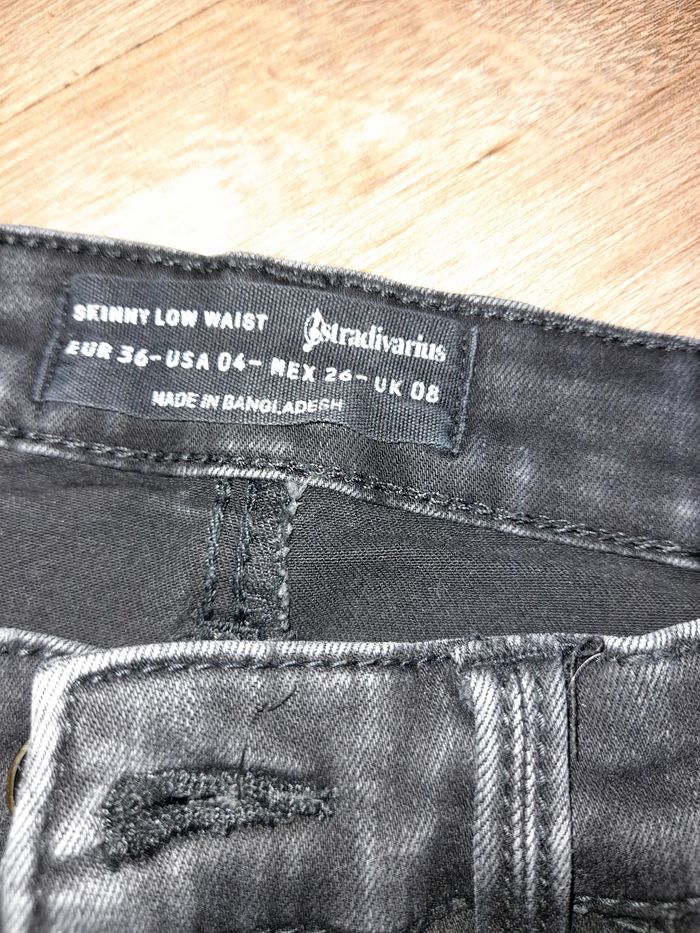 SKINNY LOW WAIST stradivarius
EUR 36-USA 04-MEX 26-UK 08
MADE IN BANGLADESH